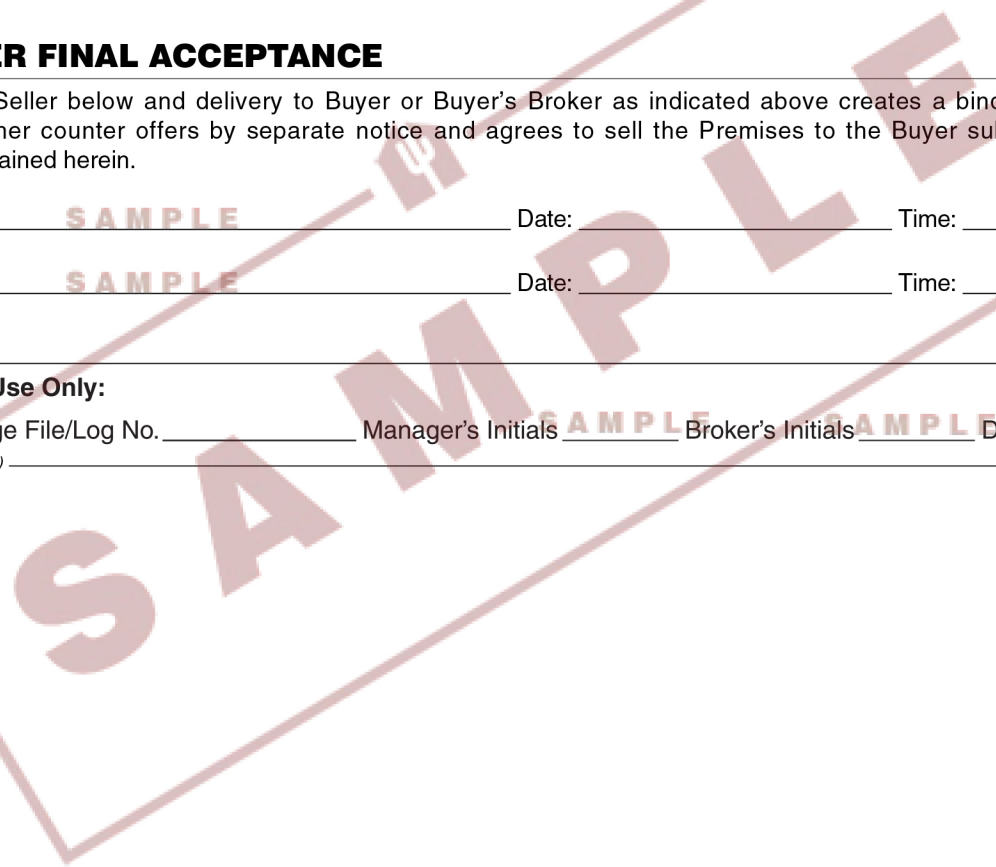 ER FINAL ACCEPTANCE
Seller below and delivery to Buyer or Buyer’s Broker as indicated above creates a bind
her counter offers by separate notice and agrees to sell the Premises to the Buyer sub
ained herein.
SAMPLE Date: Time:
SAMPLE Date: Time:
Use Only:
ge File/Log No. Manager’s Initials SAMPLE Broker’s Initials SAMPLE D
)
SAMPLE